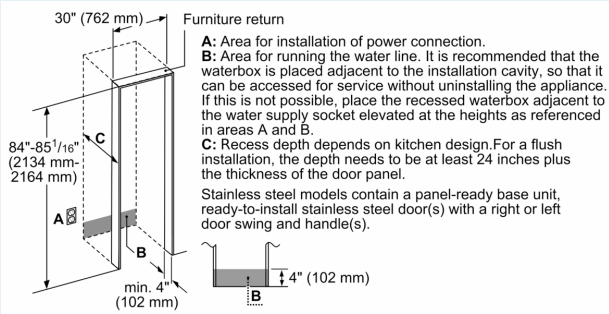 30" (762 mm)
Furniture return
A: Area for installation of power connection.
B: Area for running the water line. It is recommended that the
waterbox is placed adjacent to the installation cavity, so that it
can be accessed for service without uninstalling the appliance.
If this is not possible, place the recessed waterbox adjacent to
the water supply socket elevated at the heights as referenced
in areas A and B.
C: Recess depth depends on kitchen design.For a flush
installation, the depth needs to be at least 24 inches plus
the thickness of the door panel.
Stainless steel models contain a panel-ready base unit,
ready-to-install stainless steel door(s) with a right or left
door swing and handle(s).
C
84"-85 1/16"
(2134 mm-
2164 mm)
A
B
min. 4"
(102 mm)
4" (102 mm)
B